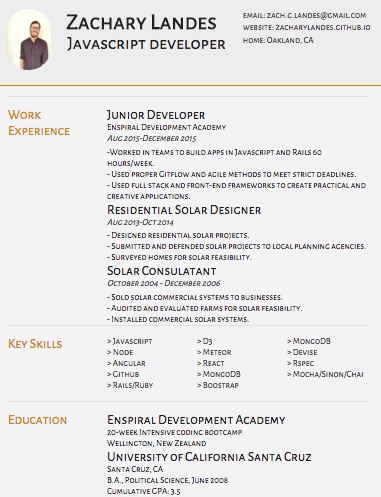 Zachary Landes
Javascript developer
email: zach.g.landes@gmail.com
website: zacharylandes.github.io
home: Oakland, CA
Work Experience
Junior Developer
Enspiral Development Academy
Aug 2015-December 2015
-Worked in teams to build apps in Javascript and Rails 60
hours/week.
- Used proper Gitflow and agile methods to meet strict deadlines.
- Used full stack and front-end frameworks to create practical and
creative applications.
Residential Solar Designer
Aug 2013-Oct 2014
- Designed residential solar projects.
- Submitted and defended solar projects to local planning agencies.
- Surveyed homes for solar feasibility.
Solar Consulatant
October 2004 - December 2006
- Sold solar commercial systems to businesses.
- Audited and evaluated farms for solar feasibility.
- Installed commercial solar systems.
Key Skills
> Javascript
> Node
> Angular
> Github
> Rails/Ruby
> D3
> Meteor
> React
> MongoDB
> Boostrap
> MongoDB
> Devise
> Rspec
> Mocha/Sinon/Chai
Education
Enspiral Development Academy
20-week Intensive coding bootcamp
Wellington, New Zealand
University of California Santa Cruz
Santa Cruz, CA
B.A., Political Science, June 2008
Cumulative GPA: 3.5